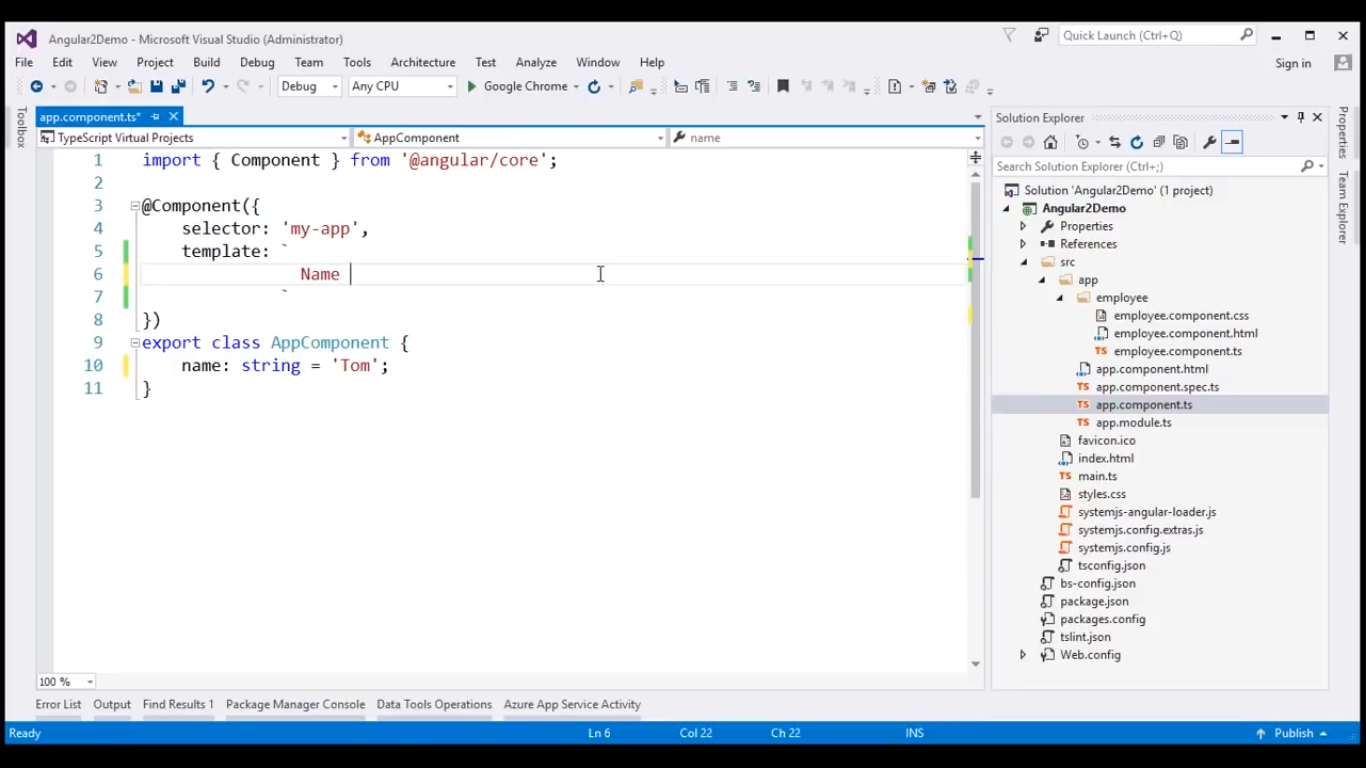 Angular2Demo - Microsoft Visual Studio (Administrator)
Quick Launch (Ctrl+Q)
File Edit View Project Build Debug Team Tools Architecture Test Analyze Window Help
Sign in
Debug Any CPU Google Chrome
Toolbox
app.component.ts*
TypeScript Virtual Projects AppComponent name
1 import { Component } from '@angular/core';
2
3 @Component({
4 selector: 'my-app',
5 template: `
6 Name
7 `
8 })
9 export class AppComponent {
10 name: string = 'Tom';
11 }
100 %
Solution Explorer
Search Solution Explorer (Ctrl+;)
Solution 'Angular2Demo' (1 project)
Angular2Demo
Properties
References
src
app
employee
employee.component.css
employee.component.html
employee.component.ts
app.component.html
app.component.spec.ts
app.component.ts
app.module.ts
favicon.ico
index.html
main.ts
styles.css
systemjs-angular-loader.js
systemjs.config.extras.js
systemjs.config.js
tsconfig.json
bs-config.json
package.json
packages.config
tslint.json
Web.config
Properties
Team Explorer
Error List Output Find Results 1 Package Manager Console Data Tools Operations Azure App Service Activity
Ready Ln 6 Col 22 Ch 22 INS Publish